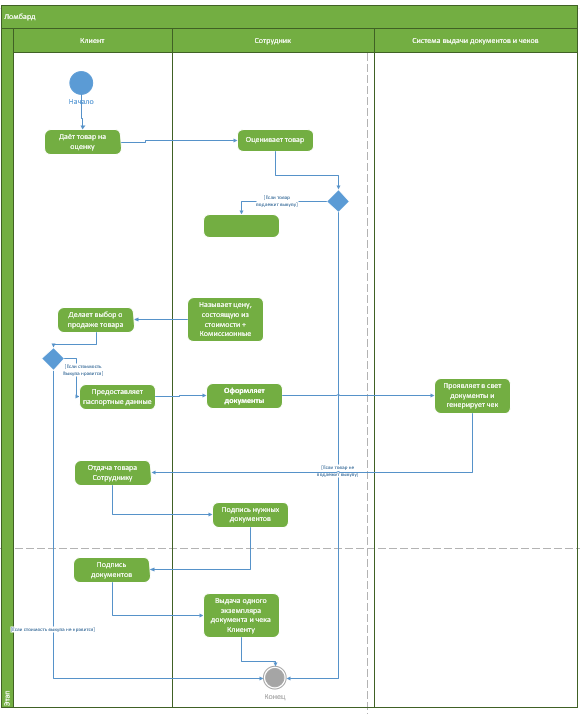 Ломбард
Клиент
Сотрудник
Система выдачи документов и чеков
Начало
Даёт товар на
оценку
Оценивает товар
[Если товар
подлежит выкупу]
Называет цену,
состоящую из
стоимости +
Комиссионные
Делает выбор о
продаже товара
[Если стоимость
выкупа нравится]
Предоставляет
паспортные данные
Оформляет
документы
Проявляет в свет
документы и
генерирует чек
Отдача товара
Сотруднику
[Если товар не
подлежит выкупу]
Подпись нужных
документов
Подпись
документов
Выдача одного
экземпляра
документа и чека
Клиенту
[Если стоимость выкупа не нравится]
Конец
Этап